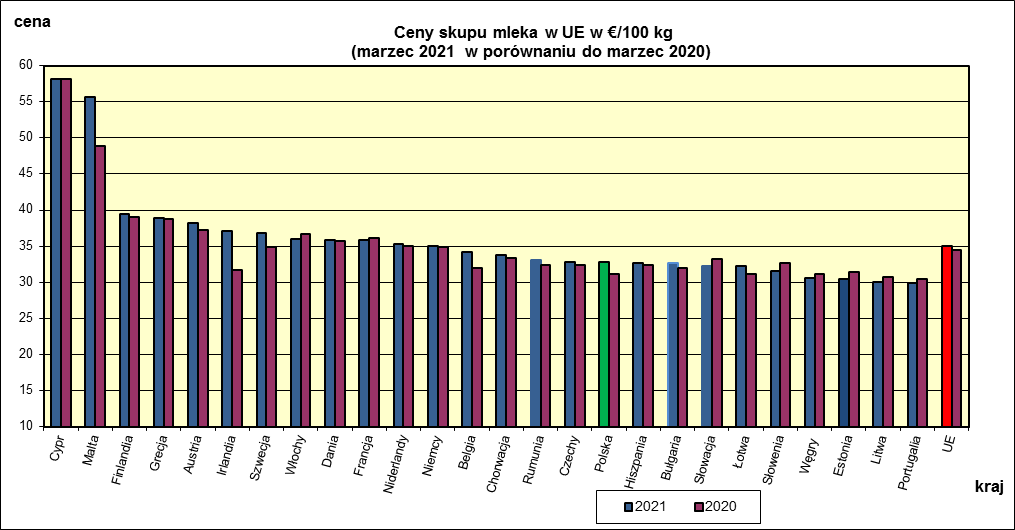 cena
Ceny skupu mleka w UE w €/100 kg
(marzec 2021 w porównaniu do marzec 2020)
60
55
50
45
40
35
30
25
20
15
10
Cypr
Malta
Finlandia
Grecja
Austria
Irlandia
Szwecja
Włochy
Dania
Francja
Niderlandy
Niemcy
Belgia
Chorwacja
Rumunia
Czechy
Polska
Hiszpania
Bułgaria
Słowacja
Łotwa
Słowenia
Węgry
Estonia
Litwa
Portugalia
UE
kraj
2021 2020